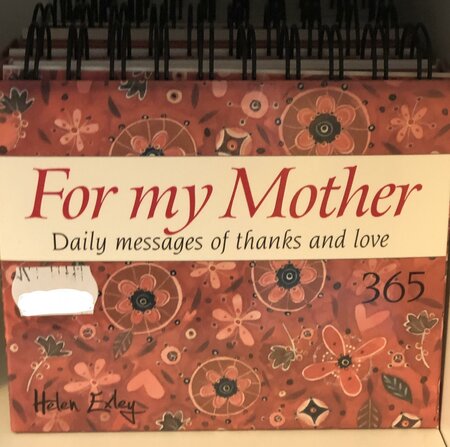 For my Mother
Daily messages of thanks and love
365
Helen Exley